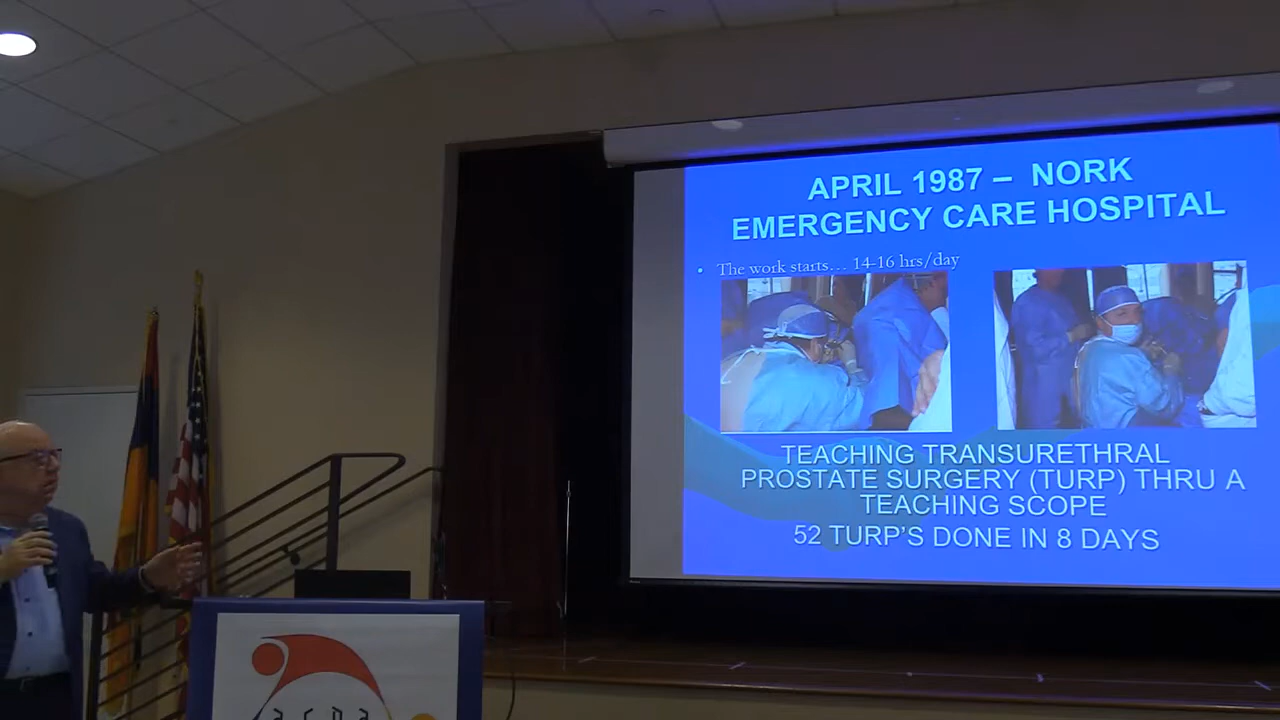 APRIL 1987 – NORK
EMERGENCY CARE HOSPITAL
• The work starts… 14-16 hrs/day
TEACHING TRANSURETHRAL
PROSTATE SURGERY (TURP) THRU A
TEACHING SCOPE
52 TURP'S DONE IN 8 DAYS